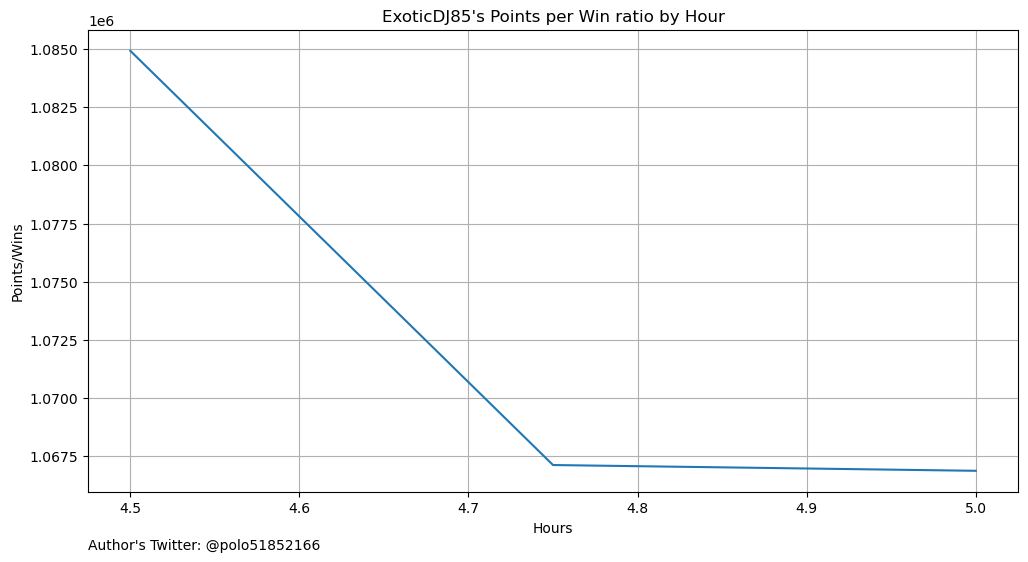 ExoticDJ85's Points per Win ratio by Hour
1e6
1.0850
1.0825
1.0800
1.0775
1.0750
1.0725
1.0700
1.0675
Points/Wins
4.5 4.6 4.7 4.8 4.9 5.0
Hours
Author's Twitter: @polo51852166